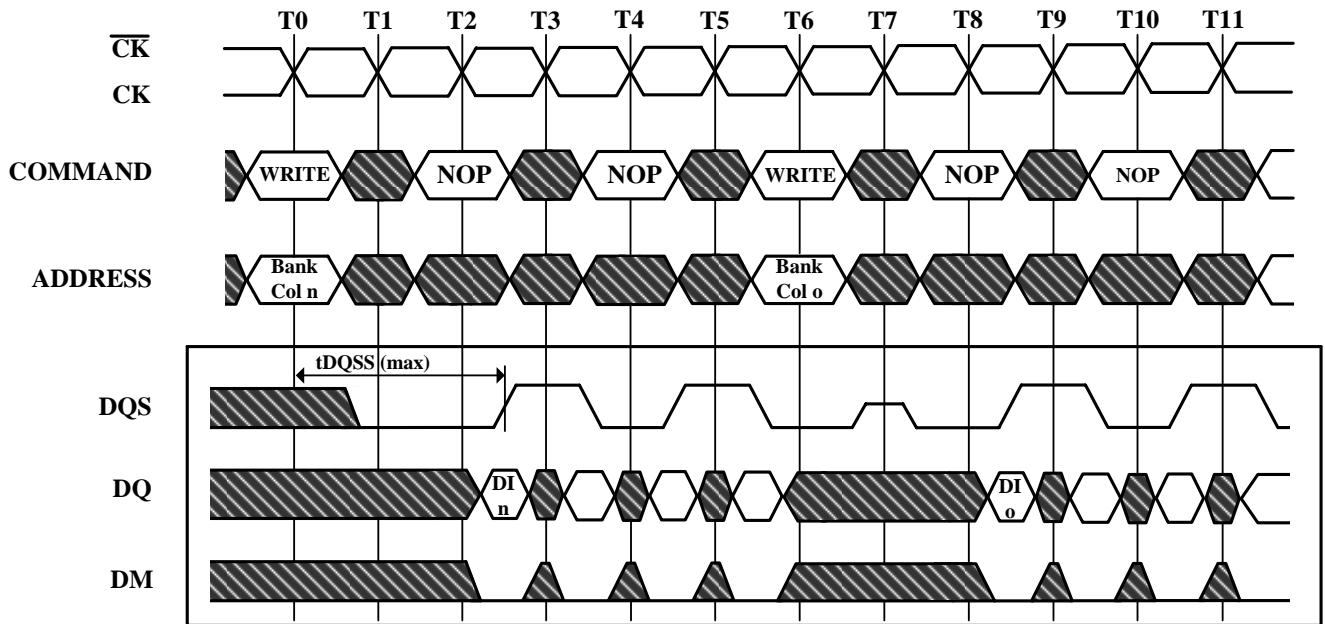 T0 T1 T2 T3 T4 T5 T6 T7 T8 T9 T10 T11
CK
CK
COMMAND WRITE NOP NOP WRITE NOP NOP
ADDRESS Bank Bank
Col n Col o
tDQSS (max)
DQS
DQ DI DI
n o
DM